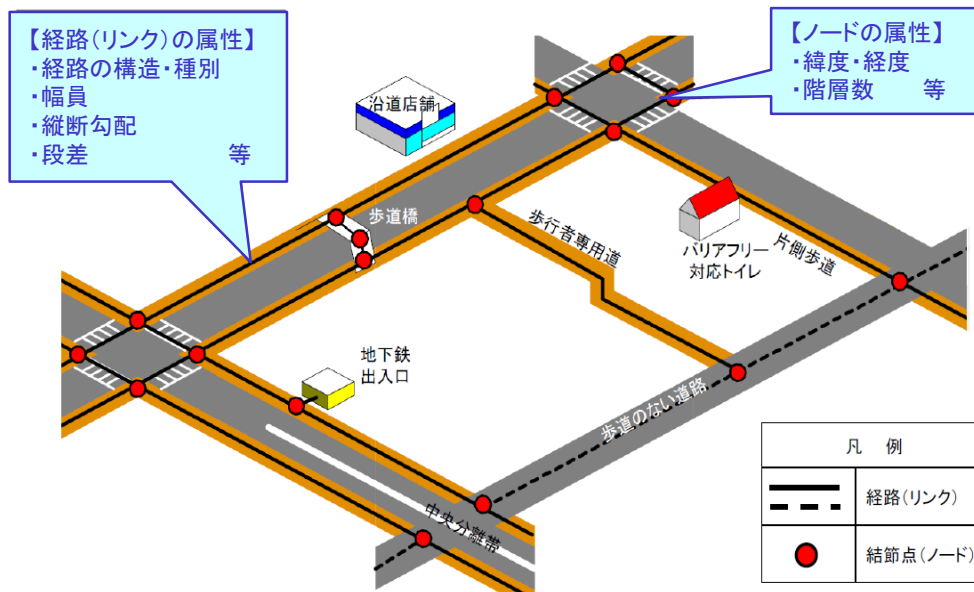 【経路(リンク)の属性】
・経路の構造・種別
・幅員
・縦断勾配
・段差 等
【ノードの属性】
・緯度・経度
・階層数 等
沿道店舗
歩道橋
歩行者専用道
バリアフリー
対応トイレ
片側歩道
地下鉄
出入口
歩道のない道路
中央分離帯
凡 例
経路(リンク)
結節点(ノード)